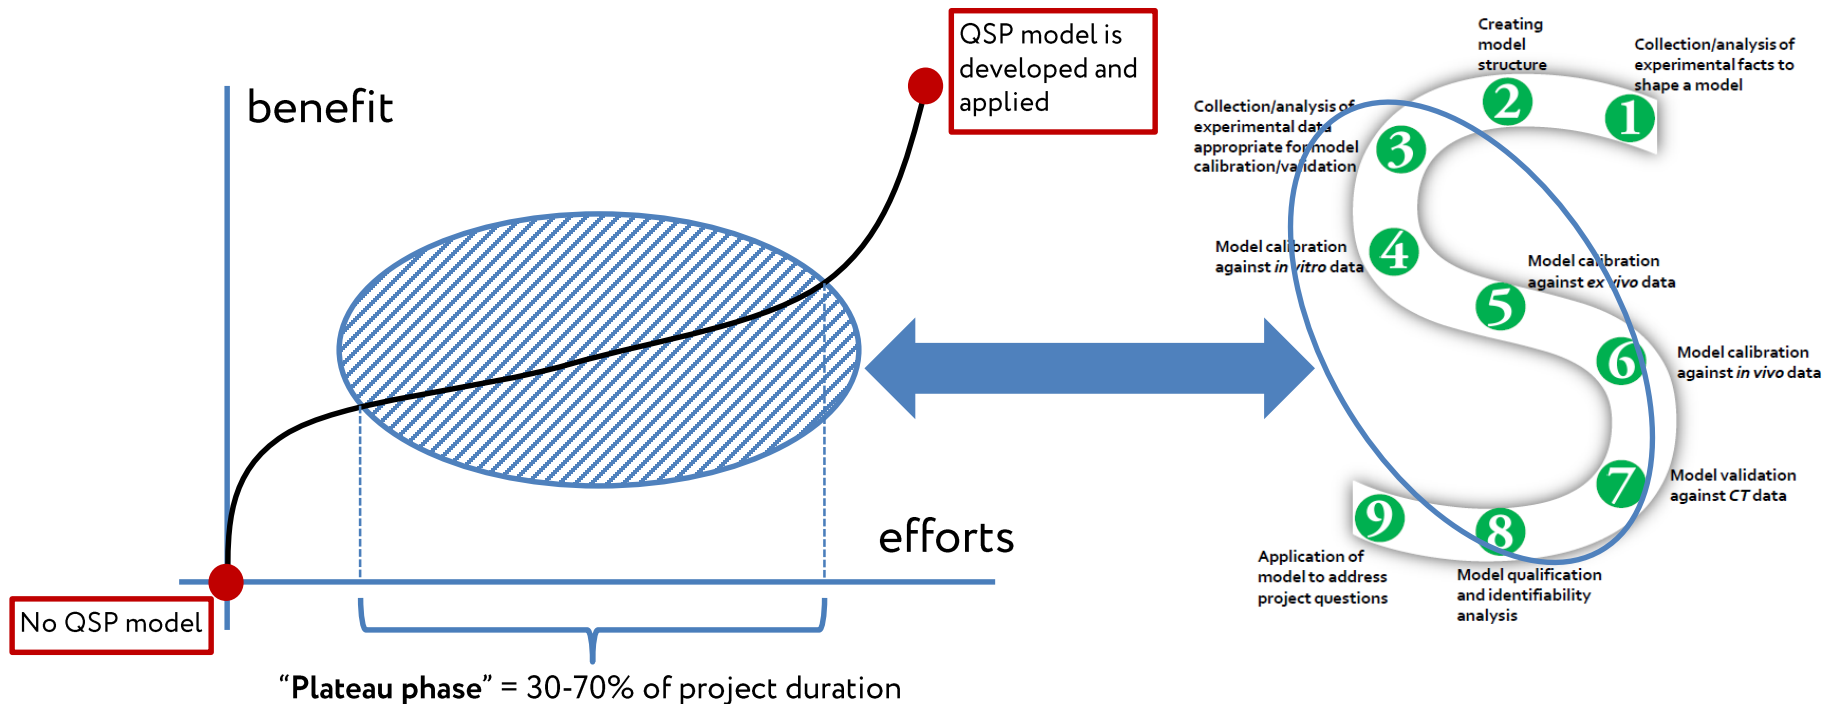 benefit
QSP model is
developed and
applied
efforts
No QSP model
“Plateau phase” = 30-70% of project duration
1
Collection/analysis of
experimental facts to
shape a model
2
Creating
model
structure
3
Collection/analysis of
experimental data
appropriate for model
calibration/validation
4
Model calibration
against in vitro data
5
Model calibration
against ex vivo data
6
Model calibration
against in vivo data
7
Model validation
against CT data
8
Model qualification
and identifiability
analysis
9
Application of
model to address
project questions